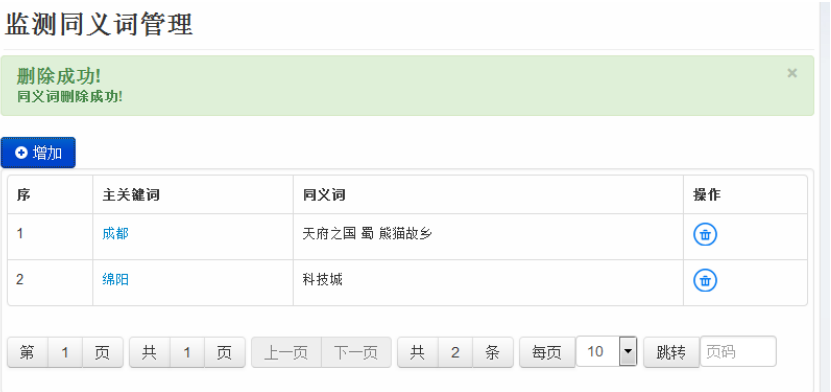 监测同义词管理
删除成功!
×
同义词删除成功!
增加
序 主关键词 同义词 操作
1 成都 天府之国 蜀 熊猫故乡
2 绵阳 科技城
第 1 页 共 1 页 上一页 下一页 共 2 条 每页 10 跳转 页码